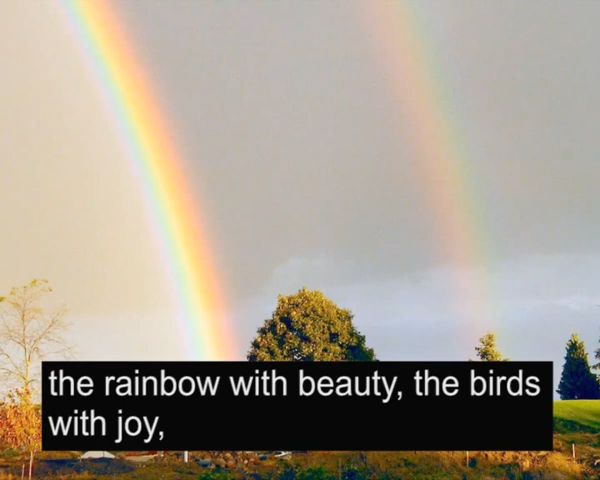 the rainbow with beauty, the birds
with joy,